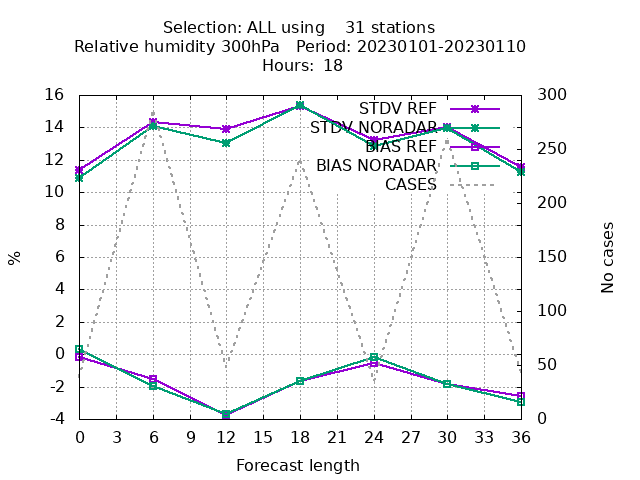 Selection: ALL using    31 stations
Relative humidity 300hPa   Period: 20230101-20230110
Hours: 18
STDV REF
STDV NORADAR
BIAS REF
BIAS NORADAR
CASES
16
14
12
10
8
6
4
2
0
-2
-4
%
300
250
200
150
100
50
0
No cases
0 3 6 9 12 15 18 21 24 27 30 33 36
Forecast length